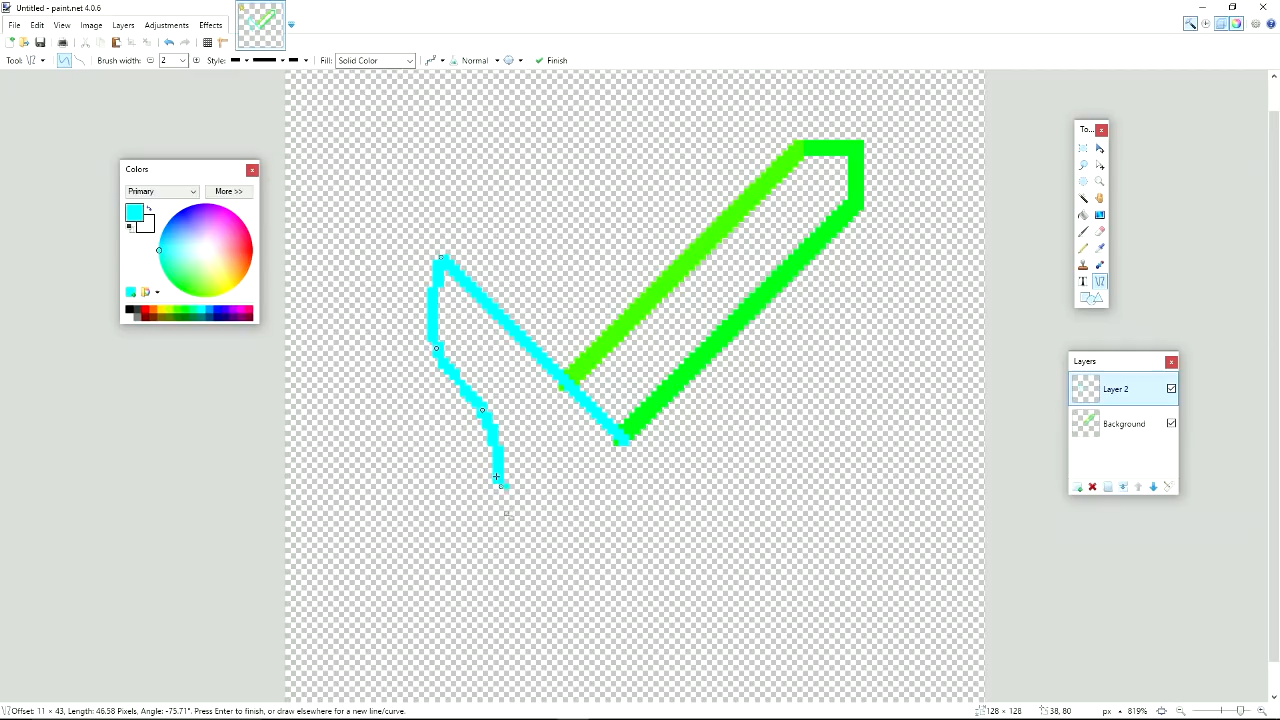 Untitled - paint.net 4.0.6
File Edit View Image Layers Adjustments Effects
Tool: Brush width: 2 Style: Fill: Solid Color Normal Finish
Colors
Primary More >>
To...
T
Layers
Layer 2
Background
Offset: 11 × 43, Length: 46.58 Pixels, Angle: -75.71°. Press Enter to finish, or draw elsewhere for a new line/curve. 128 × 128 38, 80 px 819%